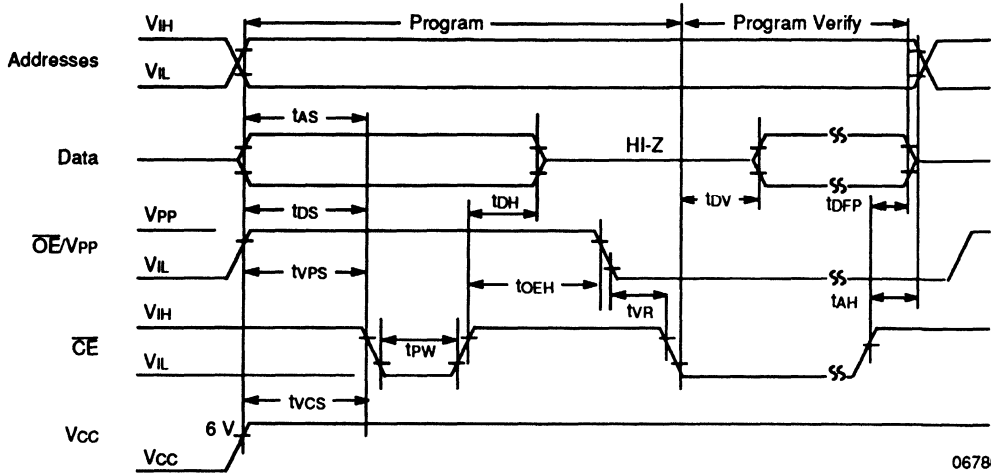 VIH
Program
Program Verify
Addresses
VIL
tAS
Data
HI-Z
tDS
tDH
tDV
tDFP
VPP
OE/VPP
VIL
tVPS
tOEH
tVR
tAH
VIH
CE
tPW
VIL
tVCS
6 V
VCC
VCC